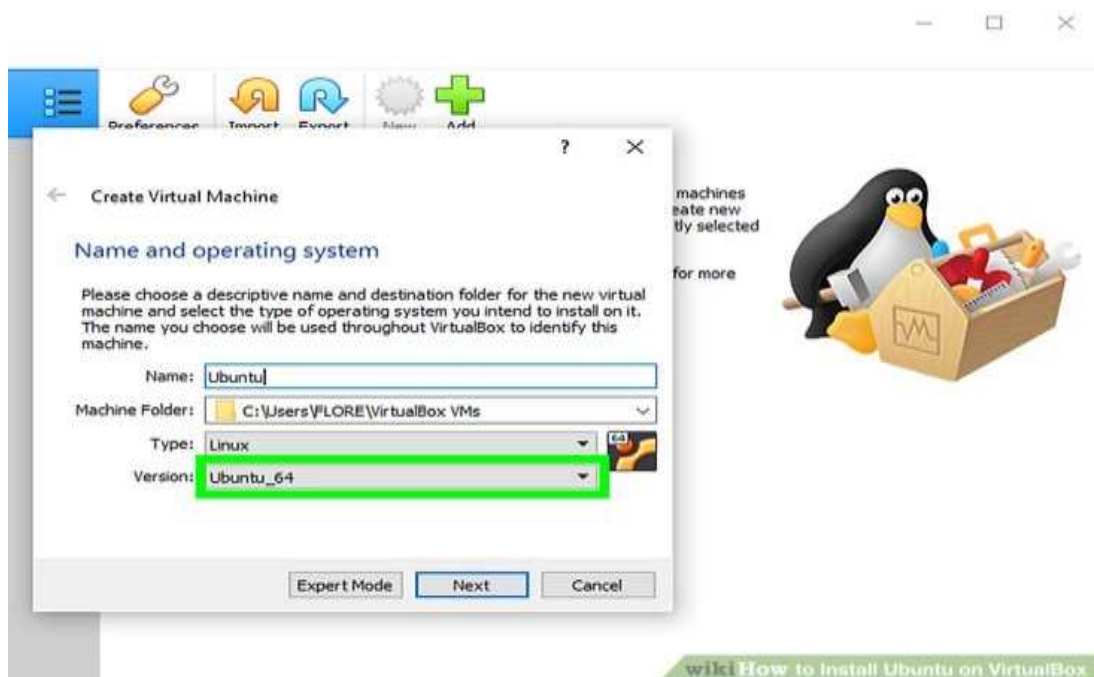 Preferences Import Export New Add
? 
Create Virtual Machine
machines
eate new
tly selected
for more
Name and operating system
Please choose a descriptive name and destination folder for the new virtual
machine and select the type of operating system you intend to install on it.
The name you choose will be used throughout VirtualBox to identify this
machine.
Name: Ubuntu
Machine Folder: C:\Users\FLORE\VirtualBox VMs
Type: Linux
64
Version: Ubuntu_64
Expert Mode Next Cancel
wikiHow to Install Ubuntu on VirtualBox